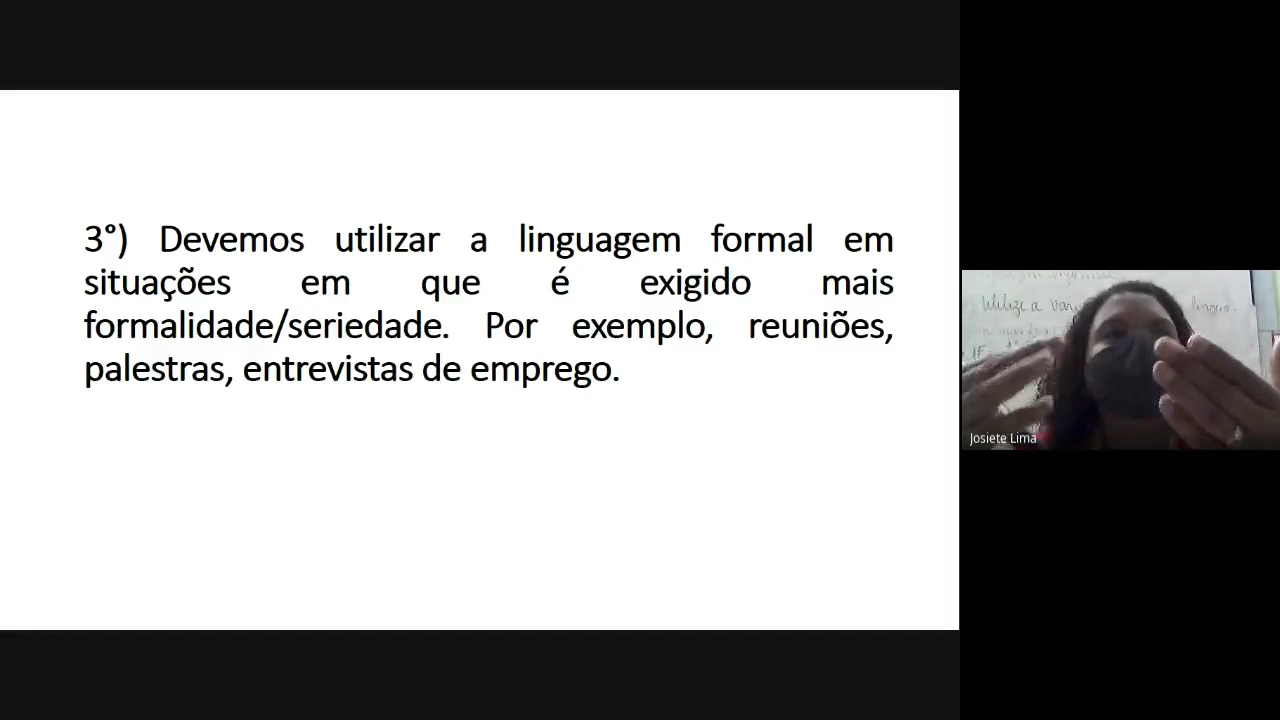 3°) Devemos utilizar a linguagem formal em
situações em que é exigido mais
formalidade/seriedade. Por exemplo, reuniões,
palestras, entrevistas de emprego.
Utilize a
Josiete Lima